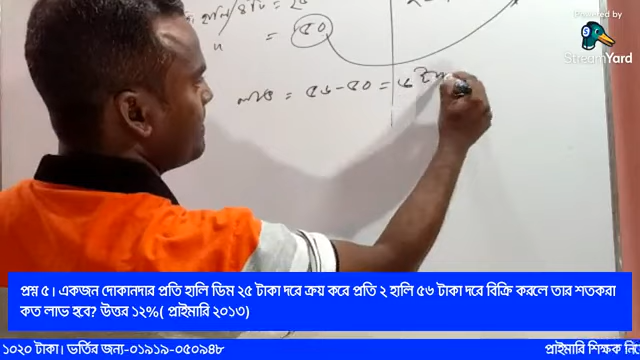 Powered by
StreamYard
= ৫০
লাভ = ৫৬-৫০ = ৬
প্রশ্ন ৫। একজন দোকানদার প্রতি হালি ডিম ২৫ টাকা দরে ক্রয় করে প্রতি ২ হালি ৫৬ টাকা দরে বিক্রি করলে তার শতকরা
কত লাভ হবে? উত্তর ১২%( প্রাইমারি ২০১৩)
১০২০ টাকা। ভর্তির জন্য-০১৯১৯-০৫০৯৪৮ প্রাইমারি শিক্ষক